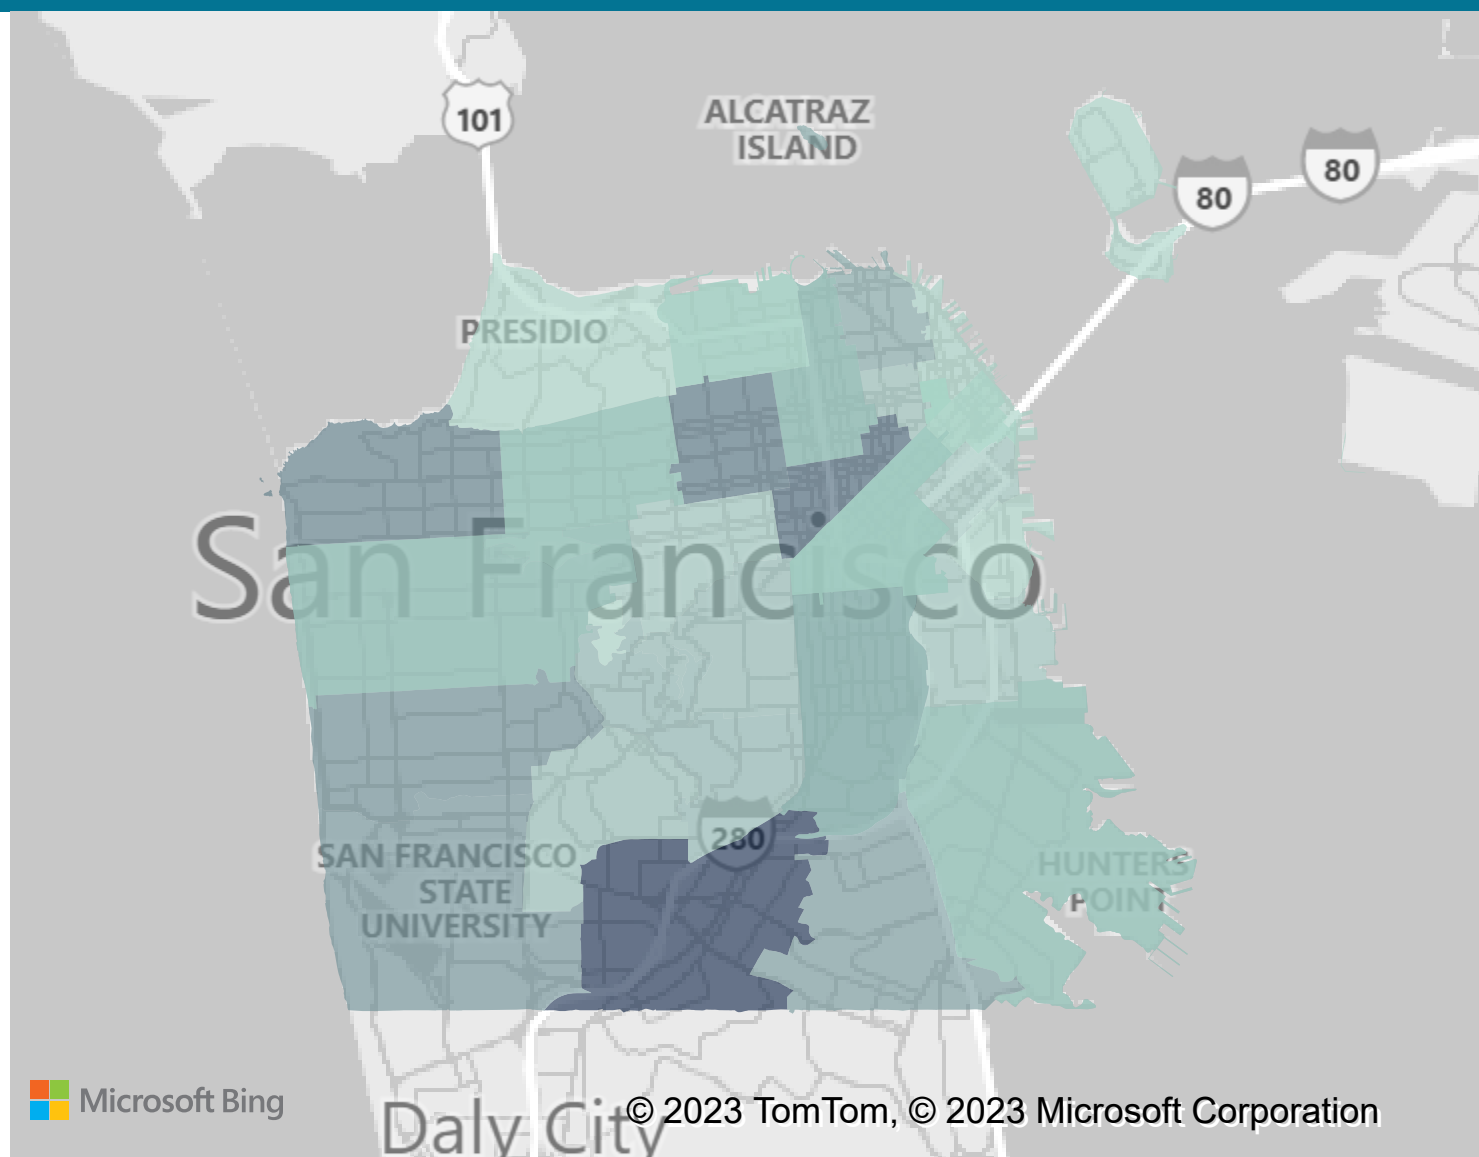 101
ALCATRAZ
ISLAND
80
80
PRESIDIO
San Francisco
280
SAN FRANCISCO
STATE
UNIVERSITY
HUNTERS
POINT
Microsoft Bing
Daly City
© 2023 TomTom, © 2023 Microsoft Corporation